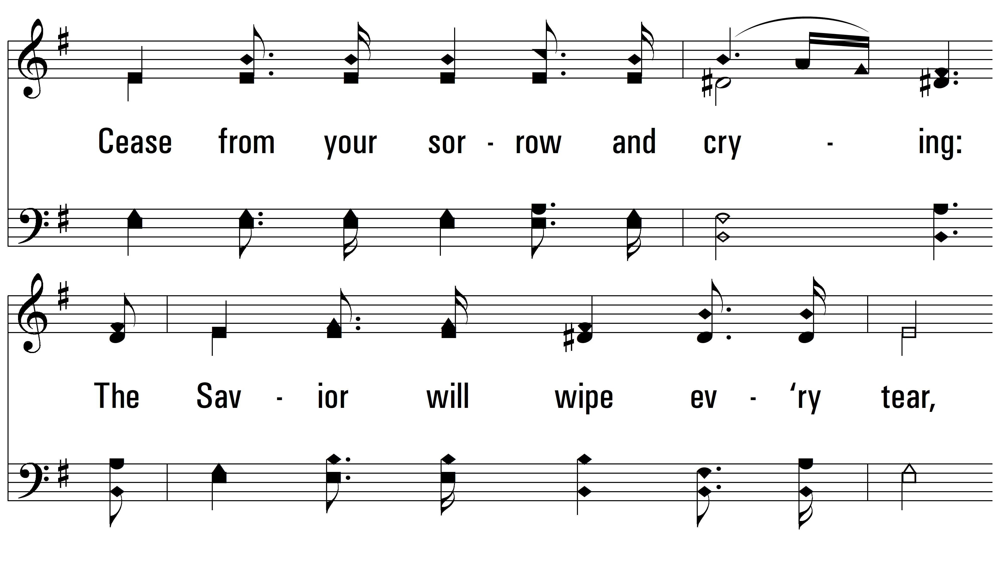 Cease from your sor - row and cry - ing:
The Sav - ior will wipe ev - ‘ry tear,